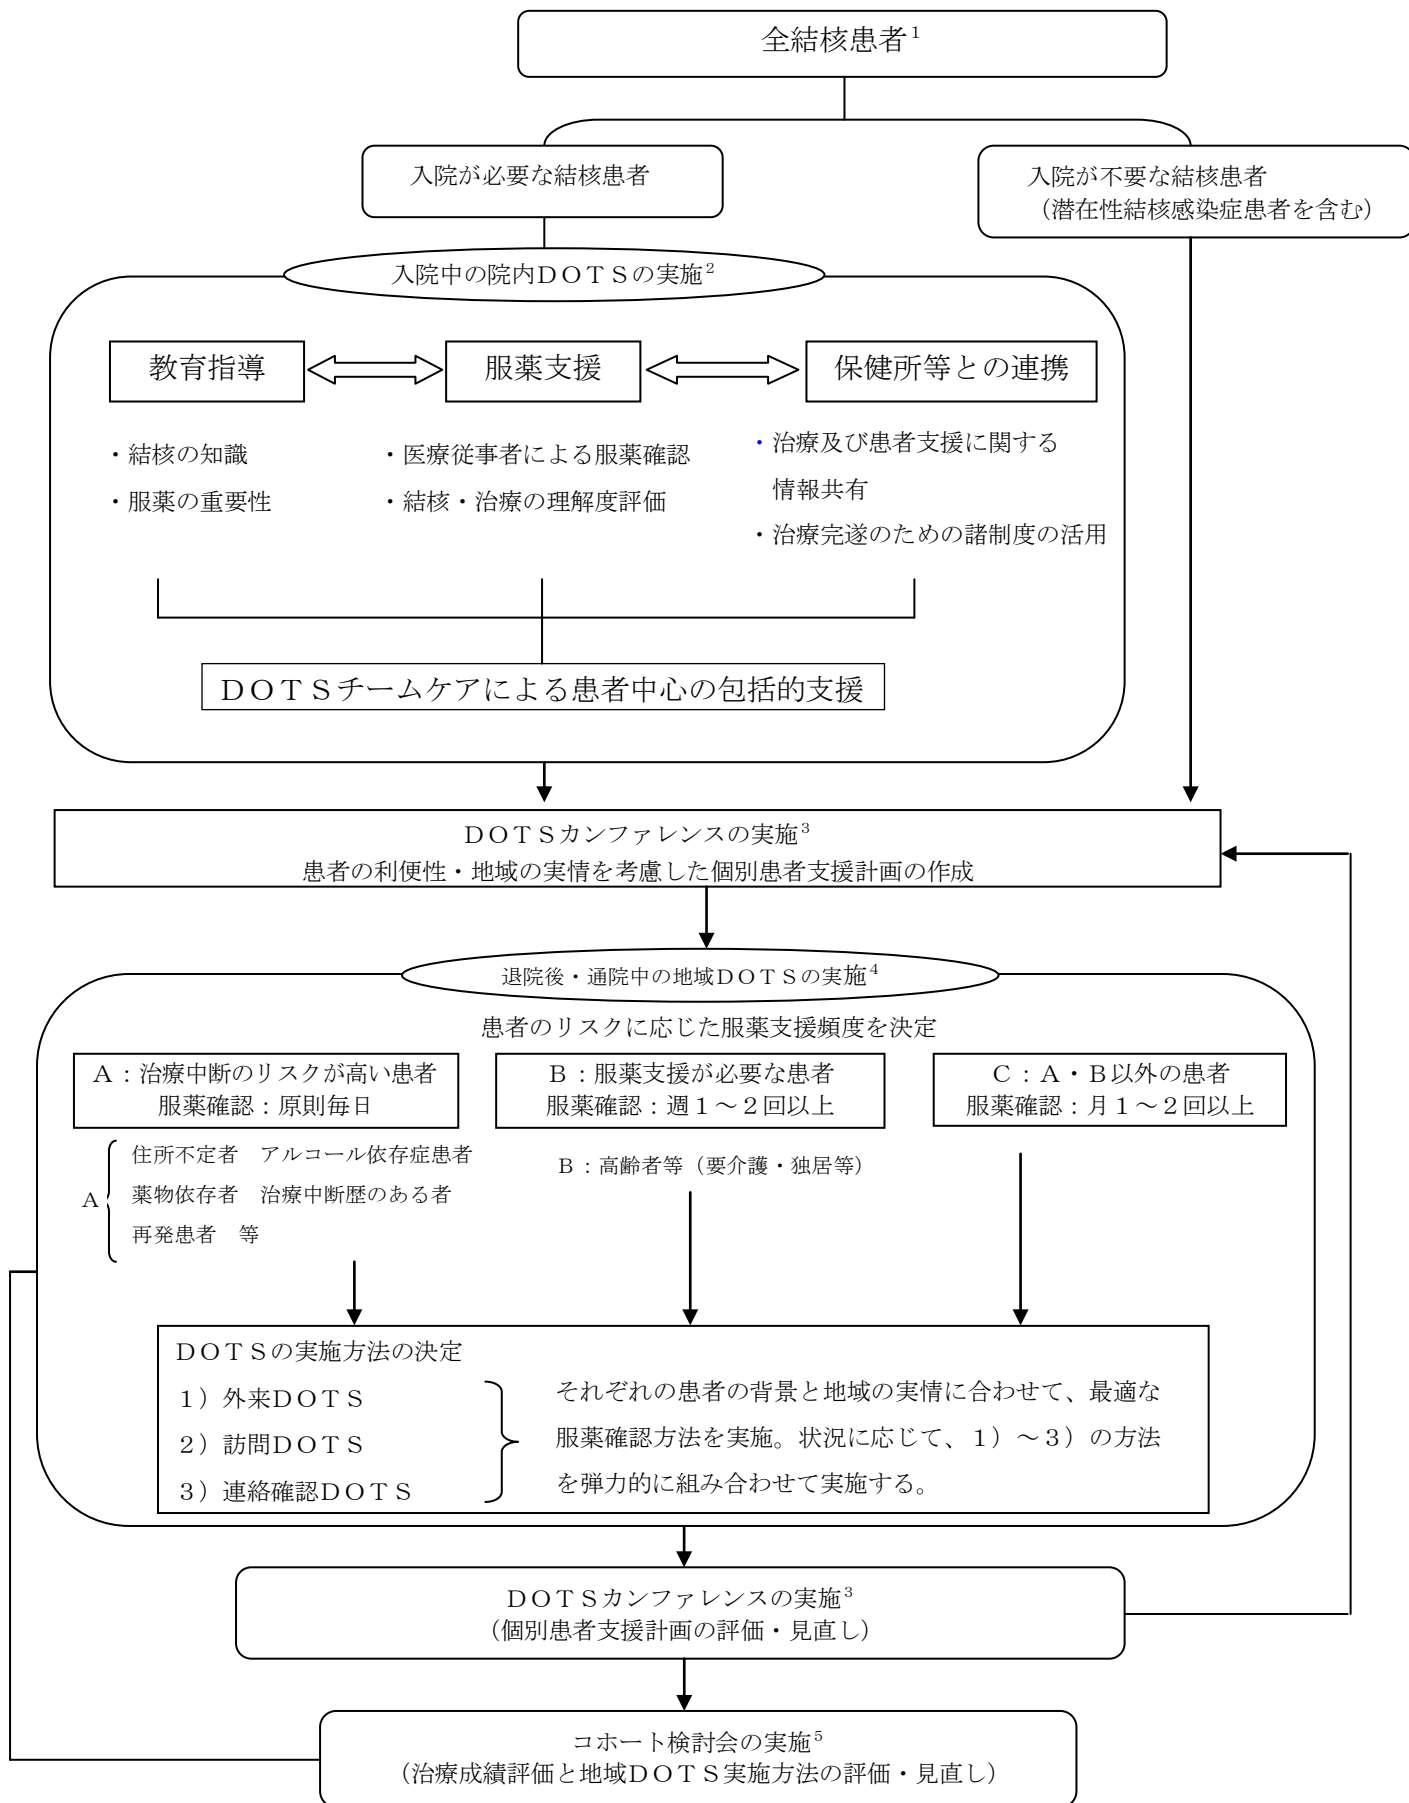 全結核患者1
入院が必要な結核患者
入院が不要な結核患者
（潜在性結核感染症患者を含む）
入院中の院内DOTSの実施2
教育指導
服薬支援
保健所等との連携
・結核の知識
・服薬の重要性
・医療従事者による服薬確認
・結核・治療の理解度評価
・治療及び患者支援に関する
情報共有
・治療完遂のための諸制度の活用
DOTSチームケアによる患者中心の包括的支援
DOTSカンファレンスの実施3
患者の利便性・地域の実情を考慮した個別患者支援計画の作成
退院後・通院中の地域DOTSの実施4
患者のリスクに応じた服薬支援頻度を決定
A：治療中断のリスクが高い患者
服薬確認：原則毎日
B：服薬支援が必要な患者
服薬確認：週1～2回以上
C：A・B以外の患者
服薬確認：月1～2回以上
A
住所不定者　アルコール依存症患者
薬物依存者　治療中断歴のある者
再発患者　等
B：高齢者等（要介護・独居等）
DOTSの実施方法の決定
1）外来DOTS
2）訪問DOTS
3）連絡確認DOTS
それぞれの患者の背景と地域の実情に合わせて、最適な
服薬確認方法を実施。状況に応じて、1）～3）の方法
を弾力的に組み合わせて実施する。
DOTSカンファレンスの実施3
（個別患者支援計画の評価・見直し）
コホート検討会の実施5
（治療成績評価と地域DOTS実施方法の評価・見直し）